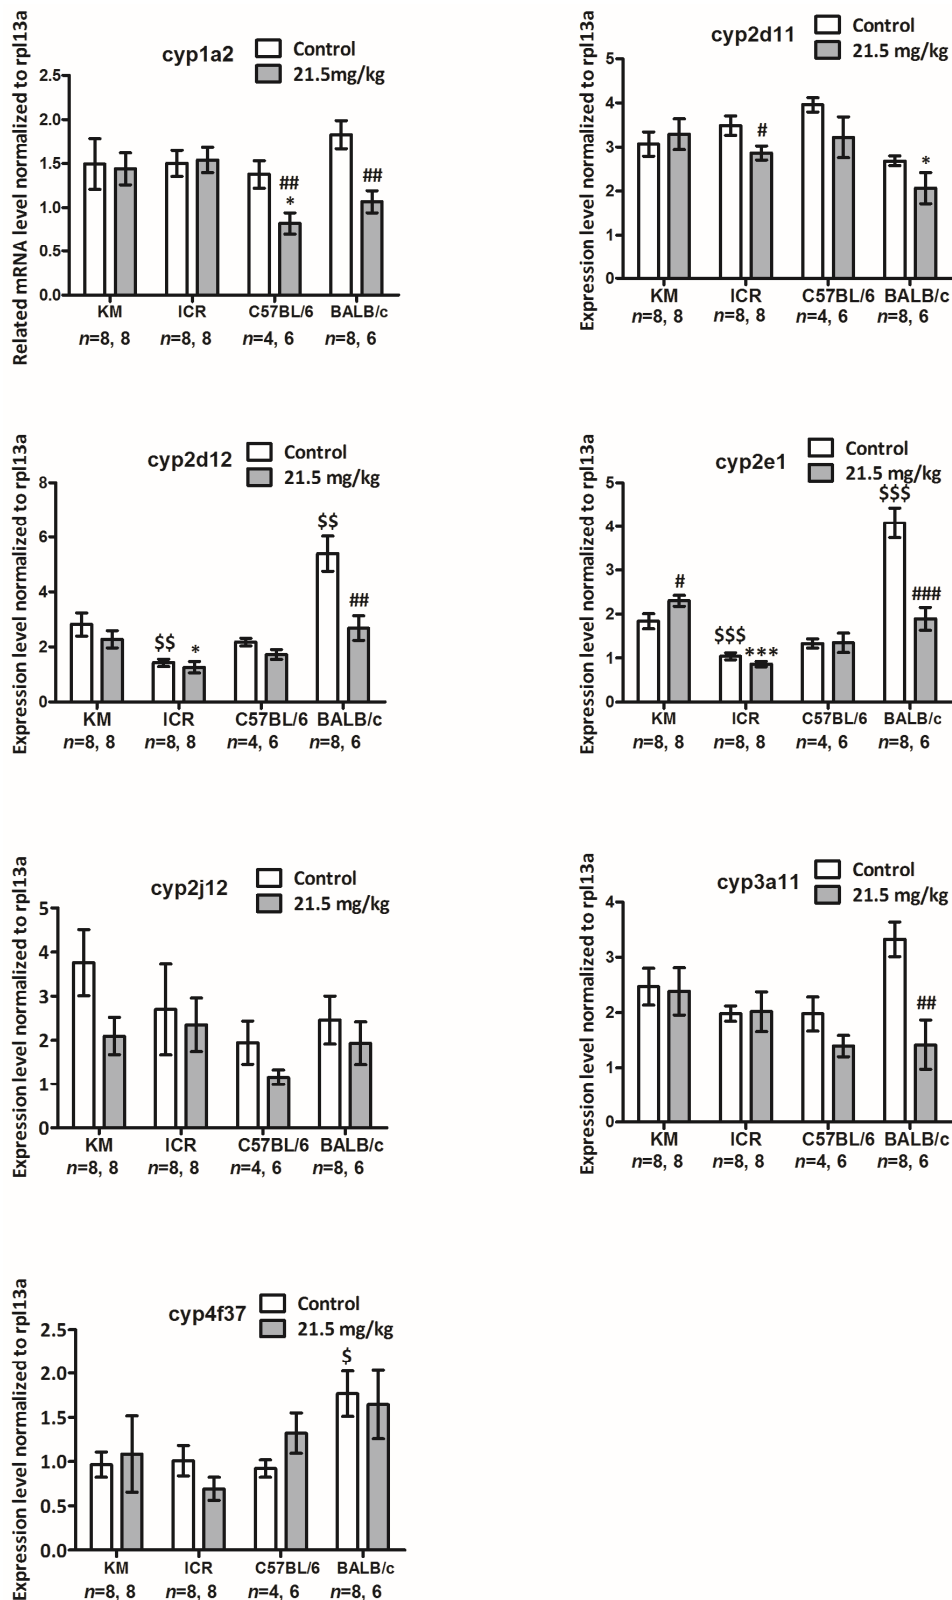 cyp1a2
Control
21.5mg/kg
Related mRNA level normalized to rpl13a
2.5
2.0
1.5
1.0
0.5
0.0
##
*
##
KM ICR C57BL/6 BALB/c
n=8, 8 n=8, 8 n=4, 6 n=8, 6
cyp2d11
Control
21.5 mg/kg
Expression level normalized to rpl13a
5
4
3
2
1
0
#
*
KM ICR C57BL/6 BALB/c
n=8, 8 n=8, 8 n=4, 6 n=8, 6
cyp2d12
Control
21.5 mg/kg
Expression level normalized to rpl13a
8
6
4
2
0
$$
*
$$
##
KM ICR C57BL/6 BALB/c
n=8, 8 n=8, 8 n=4, 6 n=8, 6
cyp2e1
Control
21.5 mg/kg
Expression level normalized to rpl13a
5
4
3
2
1
0
#
$$$
***
$$$
###
KM ICR C57BL/6 BALB/c
n=8, 8 n=8, 8 n=4, 6 n=8, 6
cyp2j12
Control
21.5 mg/kg
Expression level normalized to rpl13a
5
4
3
2
1
0
KM ICR C57BL/6 BALB/c
n=8, 8 n=8, 8 n=4, 6 n=8, 6
cyp3a11
Control
21.5 mg/kg
Expression level normalized to rpl13a
4
3
2
1
0
##
KM ICR C57BL/6 BALB/c
n=8, 8 n=8, 8 n=4, 6 n=8, 6
cyp4f37
Control
21.5 mg/kg
Expression level normalized to rpl13a
2.5
2.0
1.5
1.0
0.5
0.0
$
KM ICR C57BL/6 BALB/c
n=8, 8 n=8, 8 n=4, 6 n=8, 6